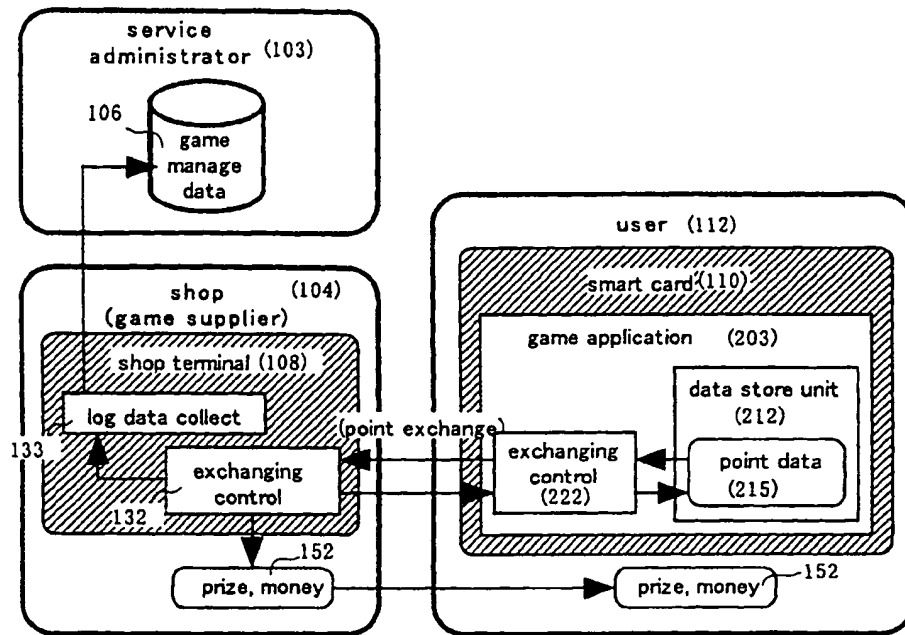 service
administrator (103)
106
game
manage
data
user (112)
smart card (110)
shop (104)
(game supplier)
game application (203)
shop terminal (108)
data store unit
(212)
log data collect
(point exchange)
133
exchanging
control
(222)
point data
(215)
exchanging
control
132
152
prize, money
152
prize, money